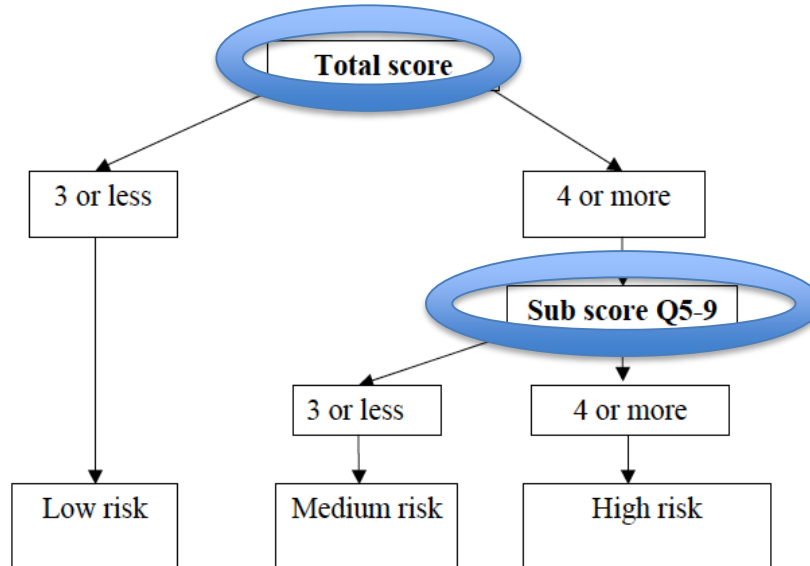 Total score
3 or less
4 or more
Sub score Q5-9
3 or less
4 or more
Low risk
Medium risk
High risk